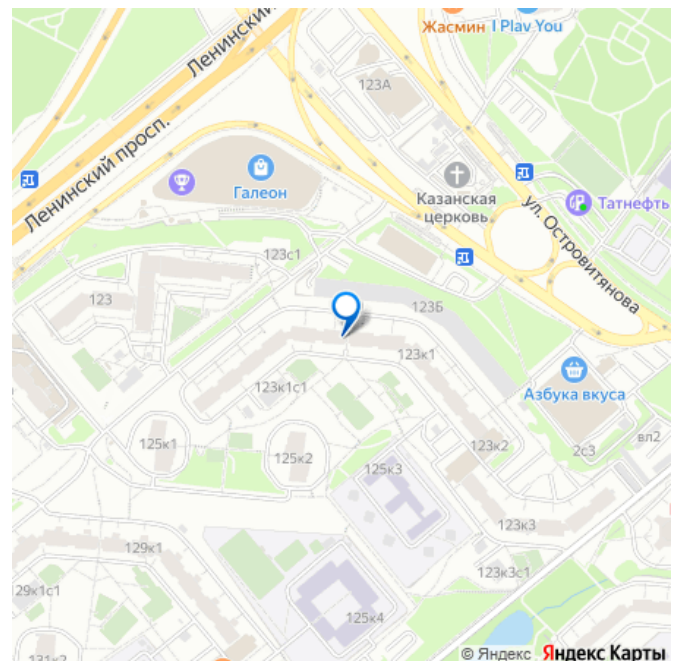 Ленинский
Жасмин
I Play You
123А
Ленинский просп.
Галеон
Казанская
церковь
Татнефть
ул. Островитянова
123с1
123
123Б
123к1
Азбука вкуса
123к1с1
125к1
125к2
123к2
2с3
вл2
125к3
123к3
129к1
123к3с1
29к1с1
125к4
131к2
© Яндекс Яндекс Карты